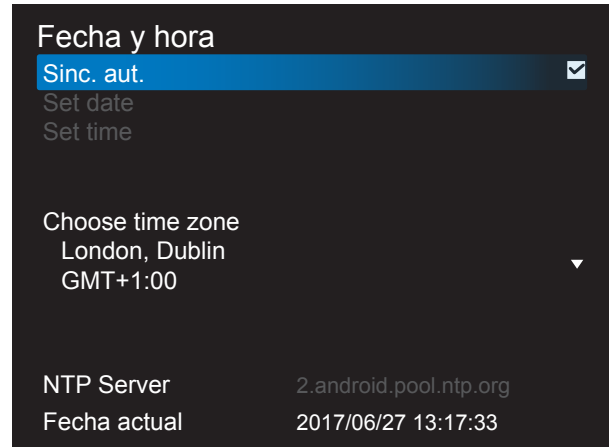 Fecha y hora
Sinc. aut.
Set date
Set time
Choose time zone
London, Dublin
GMT+1:00
NTP Server 2.android.pool.ntp.org
Fecha actual 2017/06/27 13:17:33